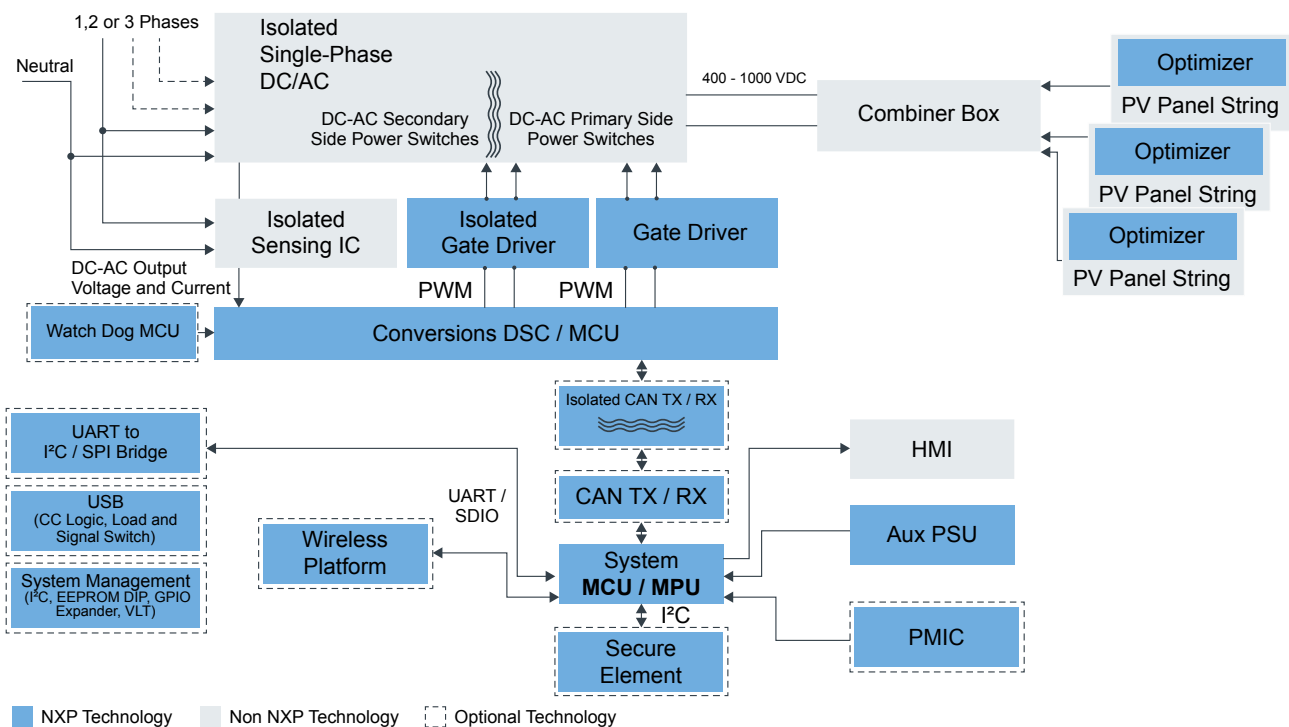 1,2 or 3 Phases
Neutral
Isolated
Single-Phase
DC/AC
DC-AC Secondary
Side Power Switches
DC-AC Primary Side
Power Switches
400 - 1000 VDC
Combiner Box
Optimizer
PV Panel String
Optimizer
PV Panel String
Optimizer
PV Panel String
Isolated
Sensing IC
Isolated
Gate Driver
Gate Driver
DC-AC Output
Voltage and Current
PWM
PWM
Watch Dog MCU
Conversions DSC / MCU
Isolated CAN TX / RX
UART to
I²C / SPI Bridge
HMI
USB
(CC Logic, Load and
Signal Switch)
UART /
SDIO
CAN TX / RX
Wireless
Platform
System
MCU / MPU
Aux PSU
System Management
(I²C, EEPROM DIP, GPIO
Expander, VLT)
I²C
Secure
Element
PMIC
NXP Technology
Non NXP Technology
Optional Technology